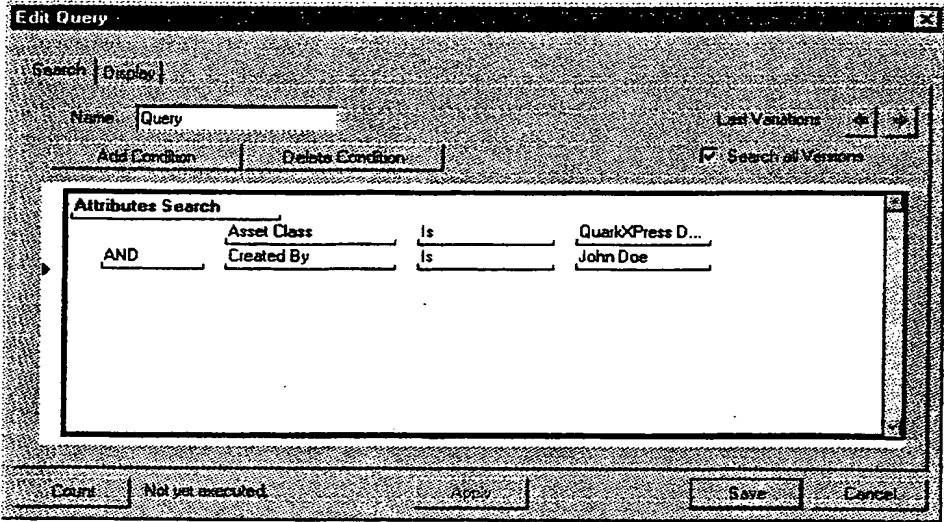 Edit Query
Search Display
Name Query Last Variations
Add Condition Delete Condition Search all Versions
Attributes Search
Asset Class Is QuarkXPress D...
AND Created By Is John Doe
Count Not yet executed. Apply Save Cancel